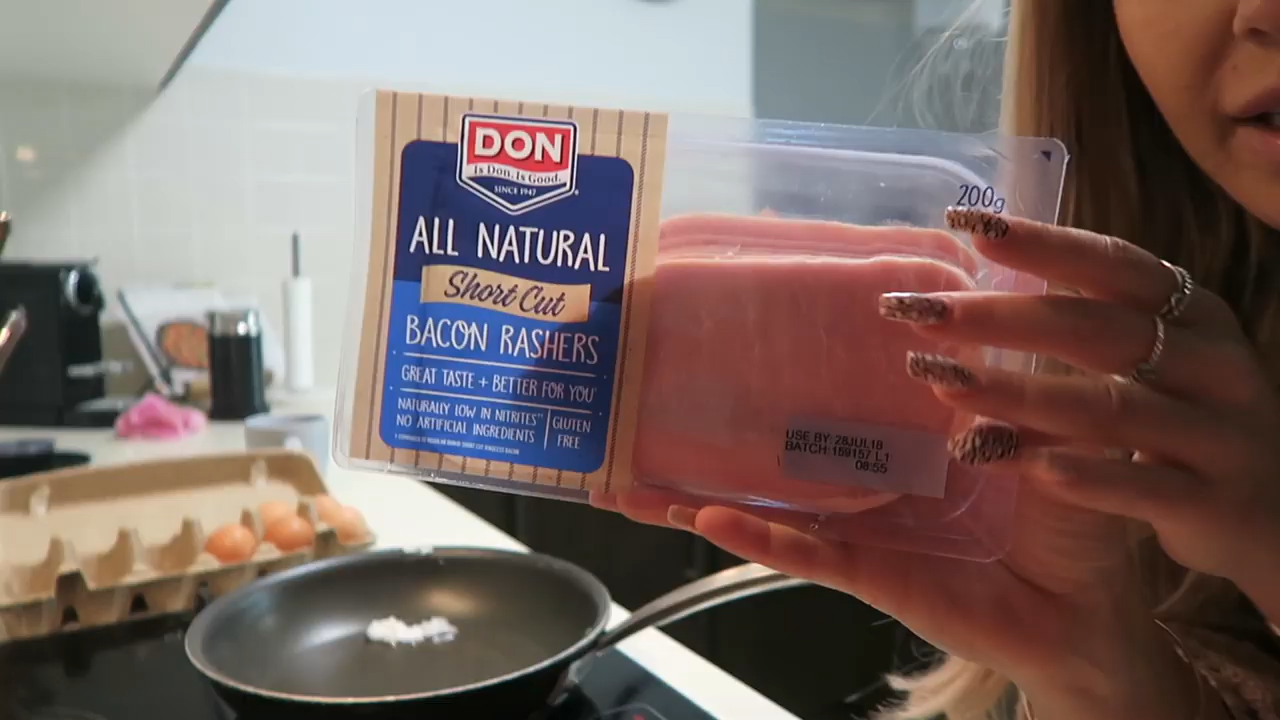 DON
Is Don. Is Good.
SINCE 1947
ALL NATURAL
Short Cut
BACON RASHERS
GREAT TASTE + BETTER FOR YOU
NATURALLY LOW IN NITRITES
NO ARTIFICIAL INGREDIENTS
GLUTEN
FREE
200g
USE BY: 28JUL18
BATCH:159157 L1
08:55